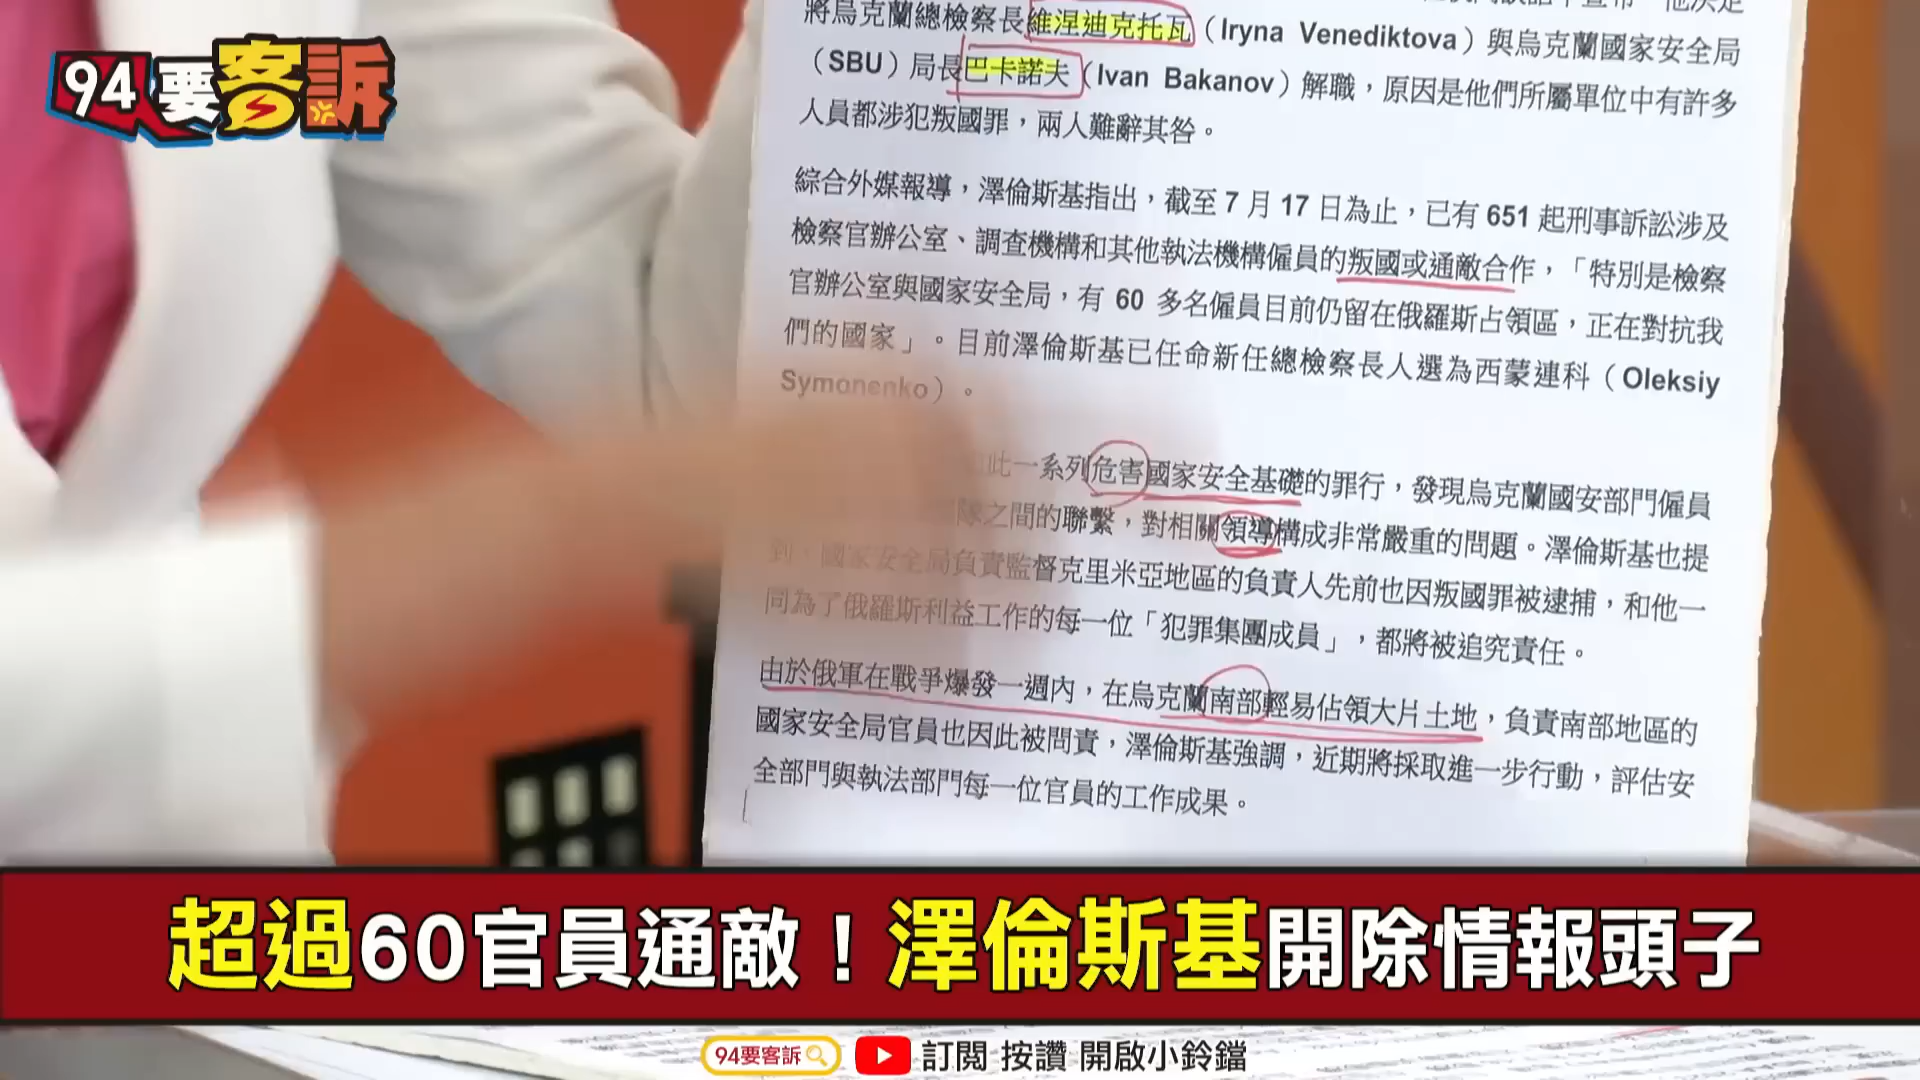 94要客訴
將烏克蘭總檢察長維涅迪克托瓦（Iryna Venediktova）與烏克蘭國家安全局
（SBU）局長巴卡諾夫（Ivan Bakanov）解職，原因是他們所屬單位中有許多
人員都涉犯叛國罪，兩人難辭其咎。
綜合外媒報導，澤倫斯基指出，截至 7 月 17 日為止，已有 651 起刑事訴訟涉及
檢察官辦公室、調查機構和其他執法機構僱員的叛國或通敵合作，「特別是檢察
官辦公室與國家安全局，有 60 多名僱員目前仍留在俄羅斯占領區，正在對抗我
們的國家」。目前澤倫斯基已任命新任總檢察長人選為西蒙連科（Oleksiy
Symonenko）。
此一系列危害國家安全基礎的罪行，發現烏克蘭國安部門僱員
隊之間的聯繫，對相關領導構成非常嚴重的問題。澤倫斯基也提
到，國家安全局負責監督克里米亞地區的負責人先前也因叛國罪被逮捕，和他一
同為了俄羅斯利益工作的每一位「犯罪集團成員」，都將被追究責任。
由於俄軍在戰爭爆發一週內，在烏克蘭南部輕易佔領大片土地，負責南部地區的
國家安全局官員也因此被問責，澤倫斯基強調，近期將採取進一步行動，評估安
全部門與執法部門每一位官員的工作成果。
超過60官員通敵！澤倫斯基開除情報頭子
94要客訴 訂閱 按讚 開啟小鈴鐺